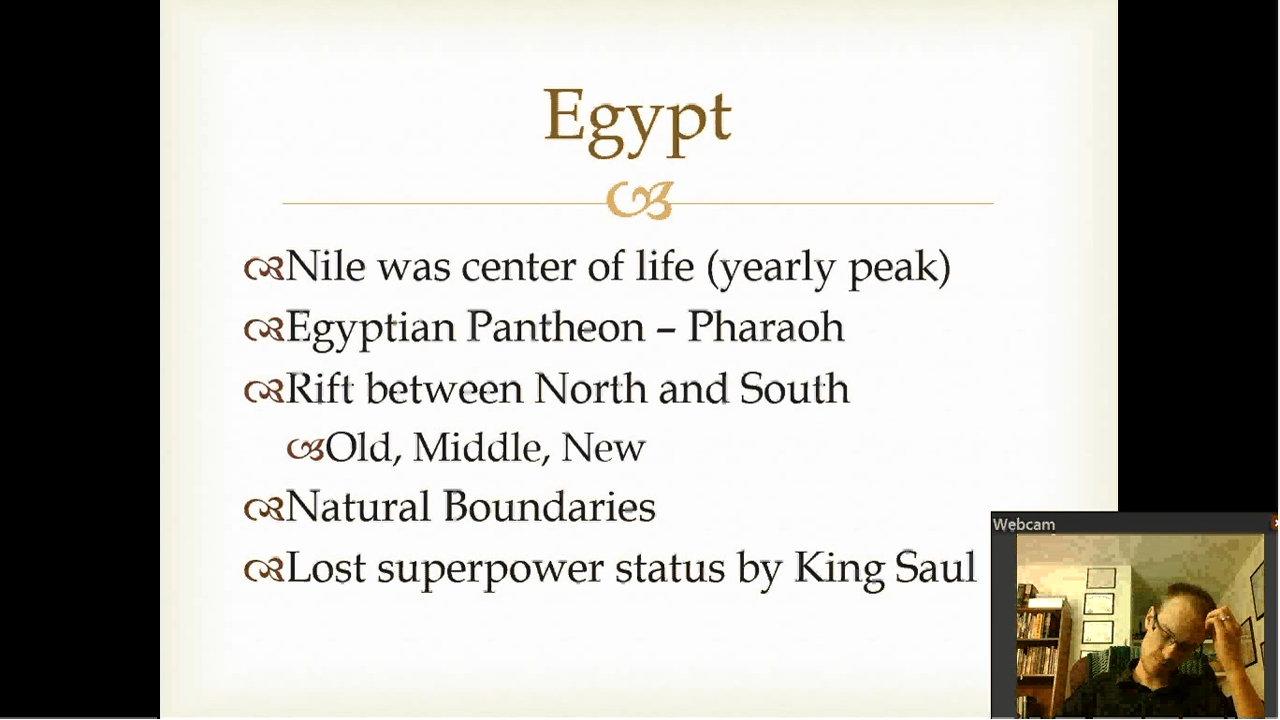 Egypt
Nile was center of life (yearly peak)
Egyptian Pantheon – Pharaoh
Rift between North and South
Old, Middle, New
Natural Boundaries
Lost superpower status by King Saul
Webcam